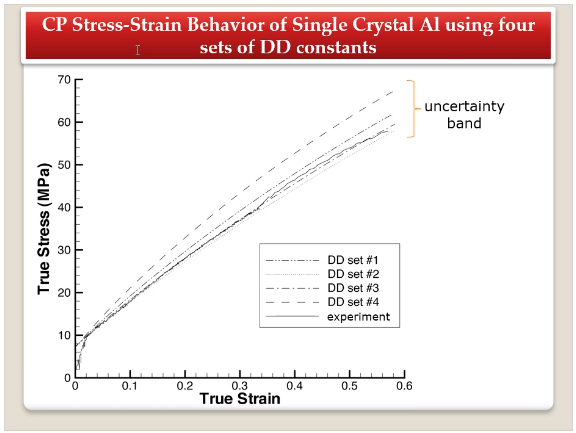 CP Stress-Strain Behavior of Single Crystal Al using four
sets of DD constants
70
60
50
40
30
20
10
0
True Stress (MPa)
uncertainty
band
DD set #1
DD set #2
DD set #3
DD set #4
experiment
0 0.1 0.2 0.3 0.4 0.5 0.6
True Strain